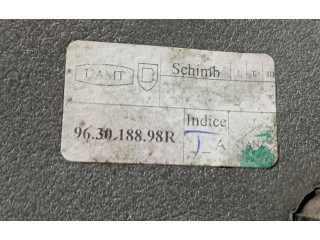 UAMT D Schimb
Indice
96.30.188.98R I A